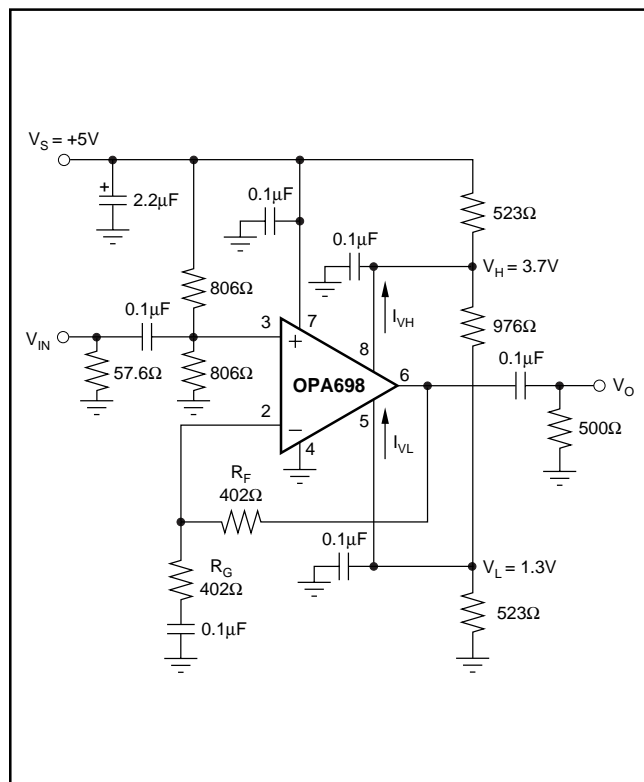 V_S = +5V
2.2µF
+
0.1µF
0.1µF
523Ω
V_H = 3.7V
806Ω
0.1µF
I_VH
976Ω
V_IN
3
7
8
6
0.1µF
57.6Ω
806Ω
+
OPA698
V_O
2
−
4
5
I_VL
500Ω
R_F
402Ω
0.1µF
V_L = 1.3V
R_G
402Ω
523Ω
0.1µF